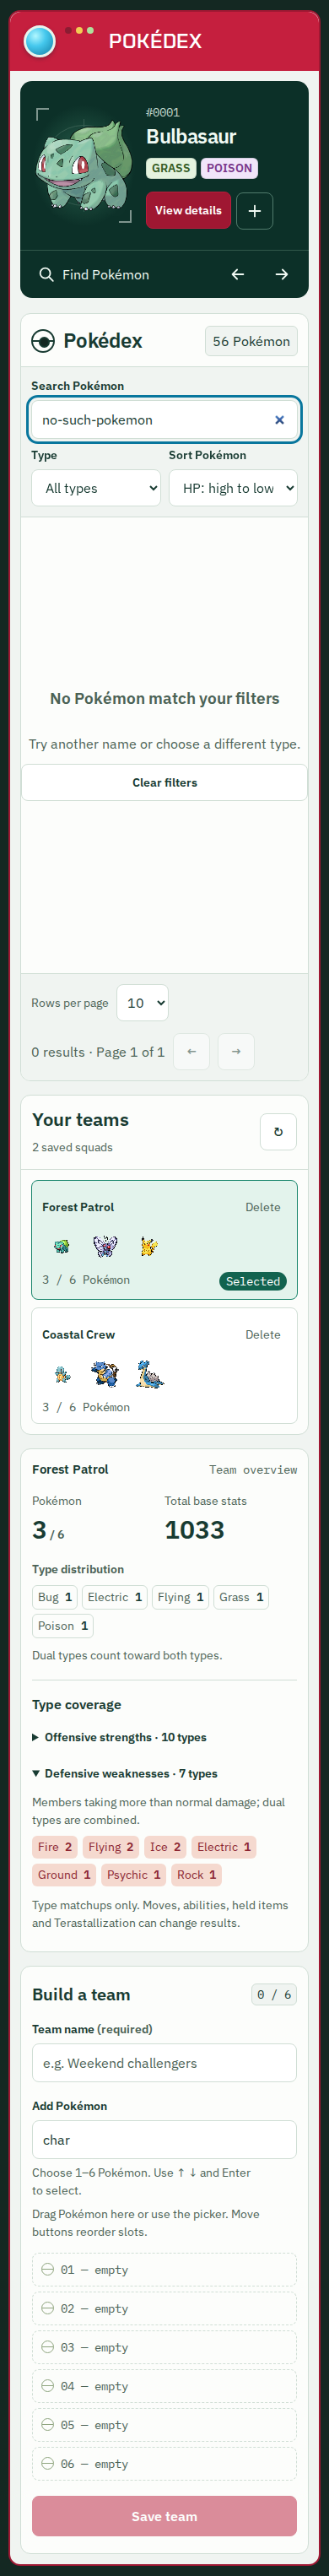 POKÉDEX
#0001
Bulbasaur
GRASS POISON
View details +
Find Pokémon ← →
Pokédex 56 Pokémon
Search Pokémon
no-such-pokemon ×
Type Sort Pokémon
All types HP: high to low
No Pokémon match your filters
Try another name or choose a different type.
Clear filters
Rows per page 10
0 results · Page 1 of 1 ← →
Your teams
2 saved squads
↻
Forest Patrol Delete
3 / 6 Pokémon Selected
Coastal Crew Delete
3 / 6 Pokémon
Forest Patrol Team overview
Pokémon Total base stats
3 / 6 1033
Type distribution
Bug 1 Electric 1 Flying 1 Grass 1
Poison 1
Dual types count toward both types.
Type coverage
▶ Offensive strengths · 10 types
▼ Defensive weaknesses · 7 types
Members taking more than normal damage; dual
types are combined.
Fire 2 Flying 2 Ice 2 Electric 1
Ground 1 Psychic 1 Rock 1
Type matchups only. Moves, abilities, held items
and Terastallization can change results.
Build a team 0 / 6
Team name (required)
e.g. Weekend challengers
Add Pokémon
char
Choose 1–6 Pokémon. Use ↑ ↓ and Enter
to select.
Drag Pokémon here or use the picker. Move
buttons reorder slots.
01 — empty
02 — empty
03 — empty
04 — empty
05 — empty
06 — empty
Save team